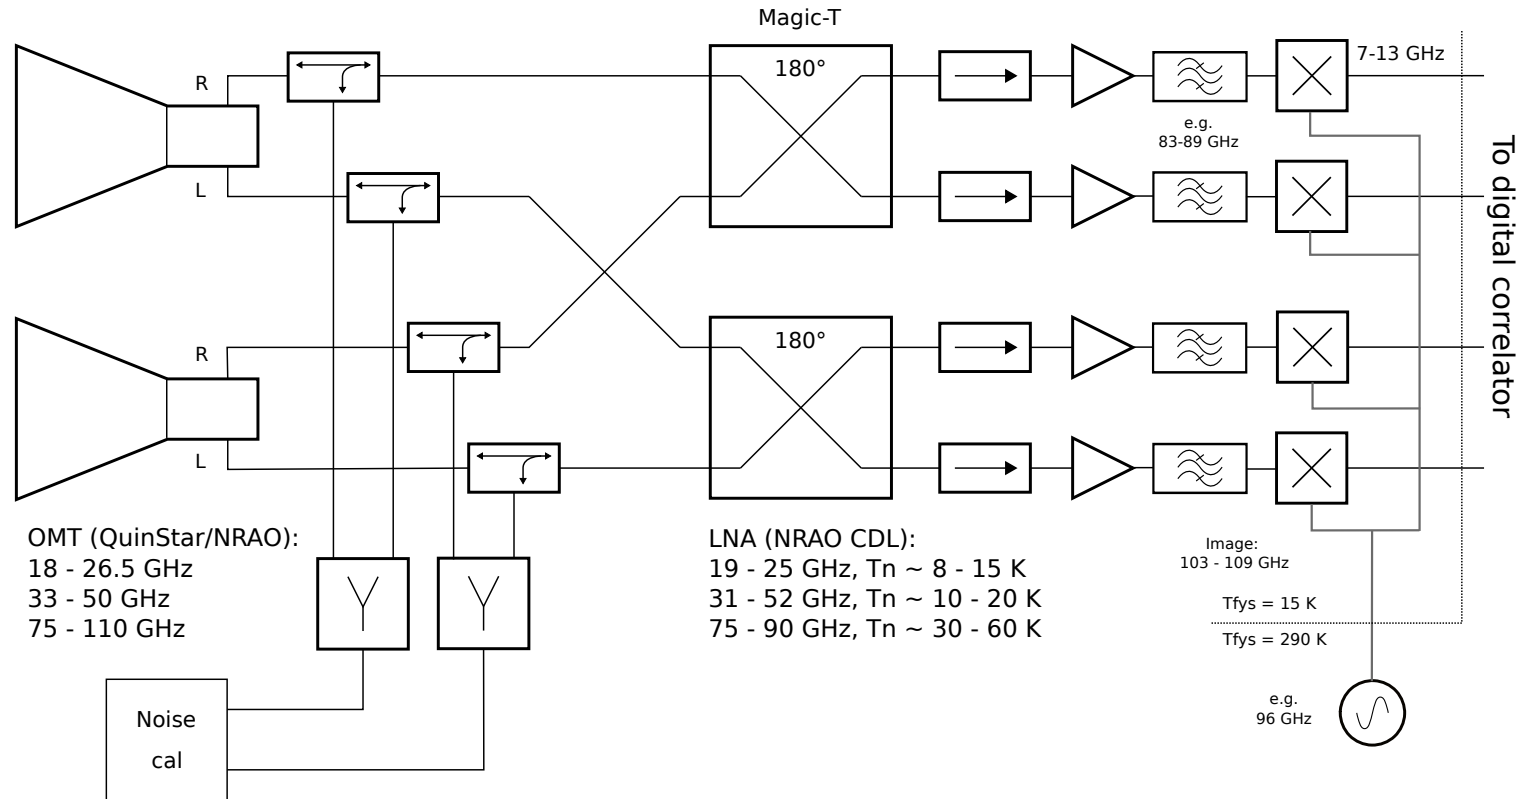 Magic-T
R
180°
7-13 GHz
e.g.
83-89 GHz
L
To digital correlator
R
180°
L
OMT (QuinStar/NRAO):
18 - 26.5 GHz
33 - 50 GHz
75 - 110 GHz
LNA (NRAO CDL):
19 - 25 GHz, Tn ~ 8 - 15 K
31 - 52 GHz, Tn ~ 10 - 20 K
75 - 90 GHz, Tn ~ 30 - 60 K
Image:
103 - 109 GHz
Tfys = 15 K
Tfys = 290 K
e.g.
96 GHz
Noise
cal